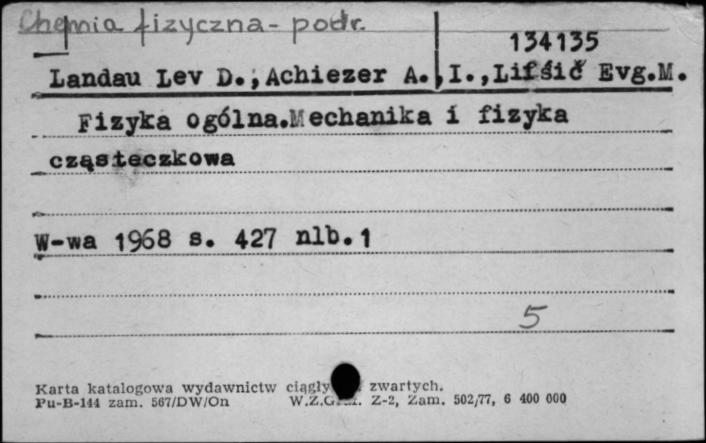 Chemia fizyczna - podr.
134135
Landau Lev D., Achiezer A.,I.,Lifšič Evg.M.
Fizyka ogólna.Mechanika i fizyka
cząsteczkowa
W-wa 1968 s. 427 nlb.1
5
Karta katalogowa wydawnictw zwartych.
Pu-B-144 zam. 567/DW/On W.Z.Graf. Z-2, Zam. 502/77, 6 400 000